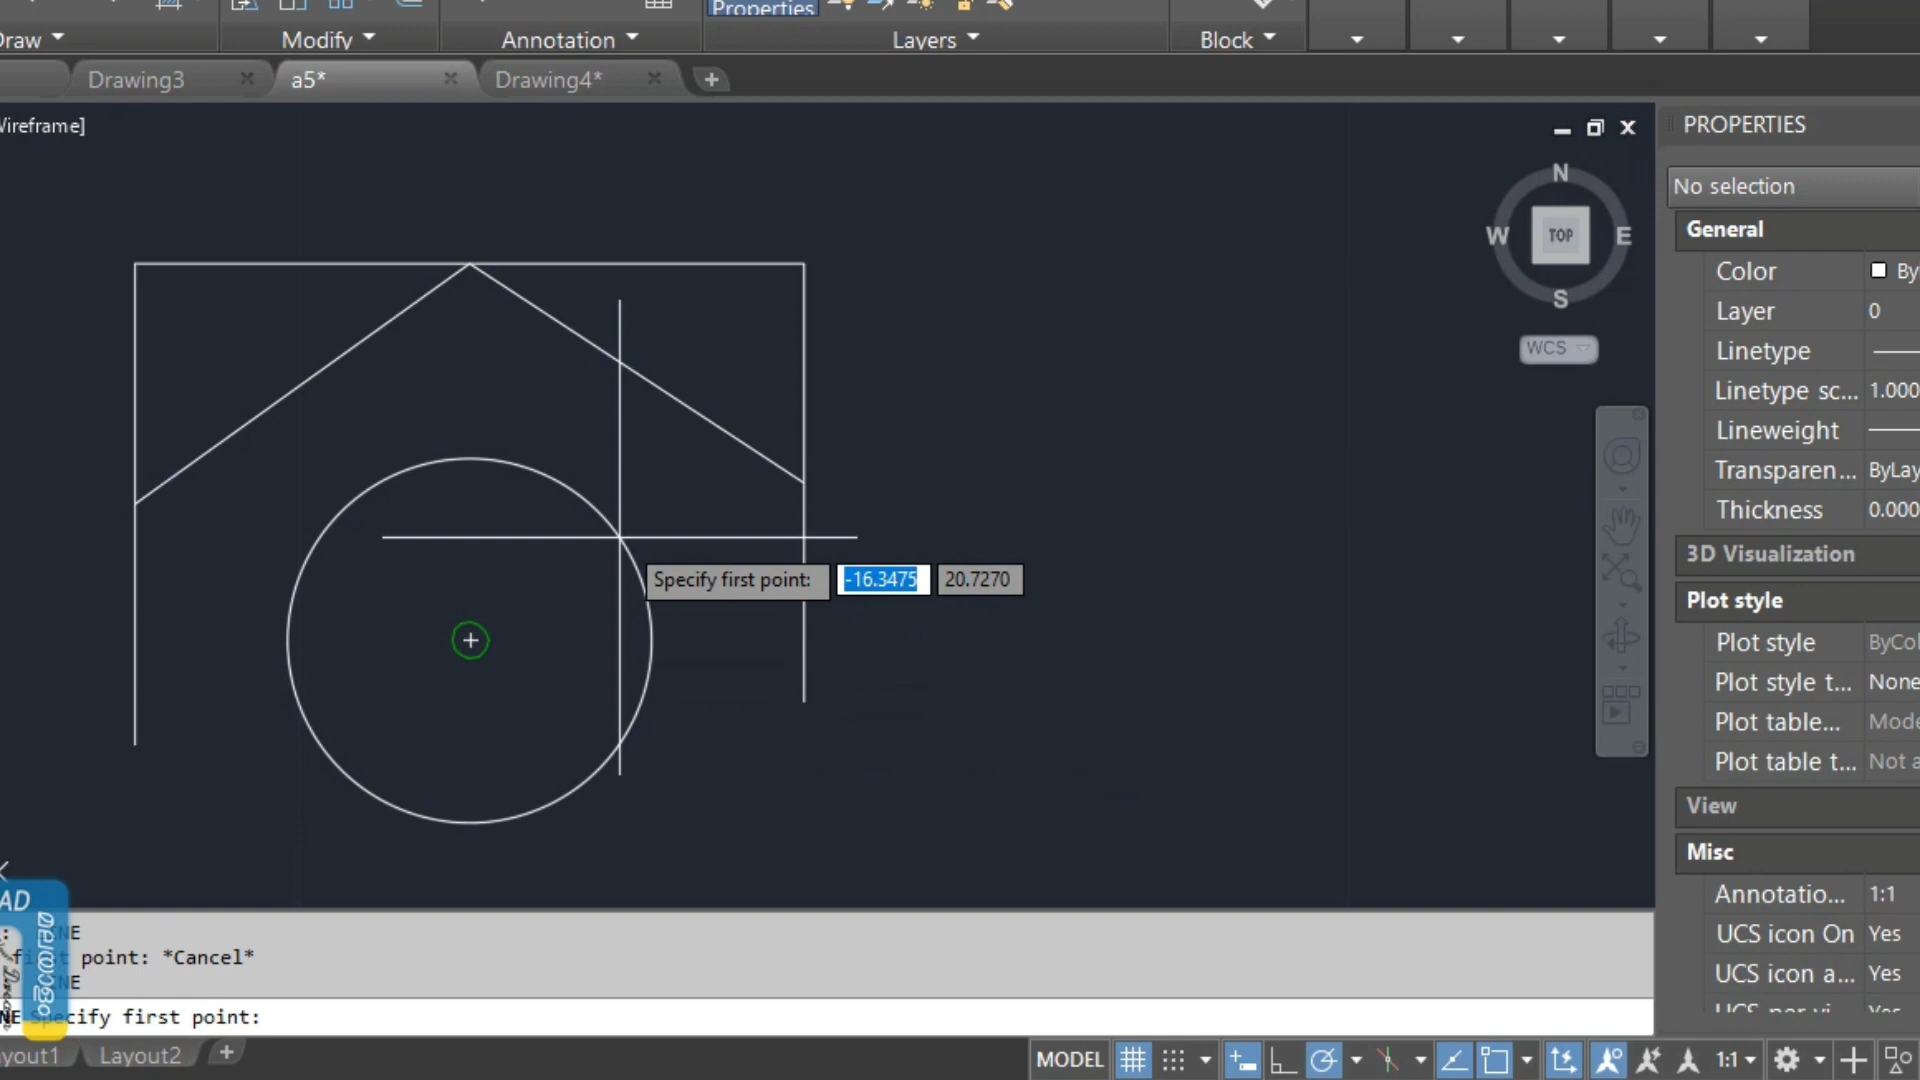 Properties
Draw
Modify
Annotation
Layers
Block
Drawing3
a5*
Drawing4*
Wireframe]
N
W
TOP
E
S
WCS
PROPERTIES
No selection
General
Color
By
Layer
0
Linetype
Linetype sc...
1.000
Lineweight
Transparen...
ByLay
Thickness
0.000
3D Visualization
Plot style
Plot style
ByCol
Plot style t...
None
Plot table...
Mode
Plot table t...
Not a
View
Misc
Annotatio...
1:1
UCS icon On
Yes
UCS icon a...
Yes
Specify first point:
-16.3475
20.7270
AD
first point: *Cancel*
Specify first point:
Layout1
Layout2
MODEL
1:1